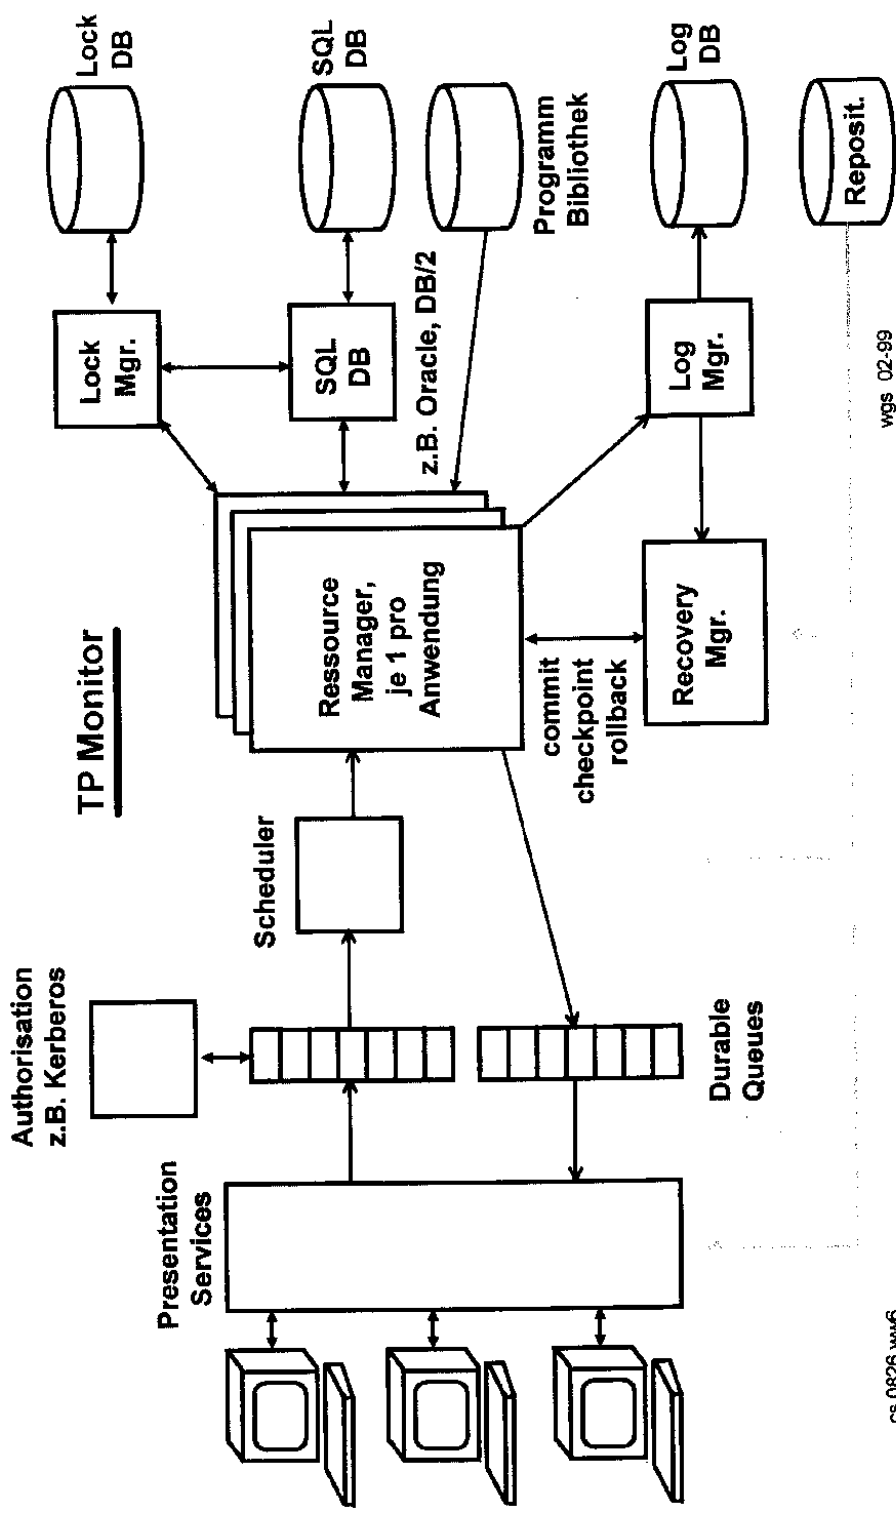 TP Monitor
Authorisation
z.B. Kerberos
Lock
Mgr.
Lock
DB
Presentation
Services
Scheduler
Ressource
Manager,
je 1 pro
Anwendung
SQL
DB
SQL
DB
z.B. Oracle, DB/2
Programm
Bibliothek
commit
checkpoint
rollback
Durable
Queues
Recovery
Mgr.
Log
Mgr.
Log
DB
Reposit.
cs 0826 ww6
wgs 02-99